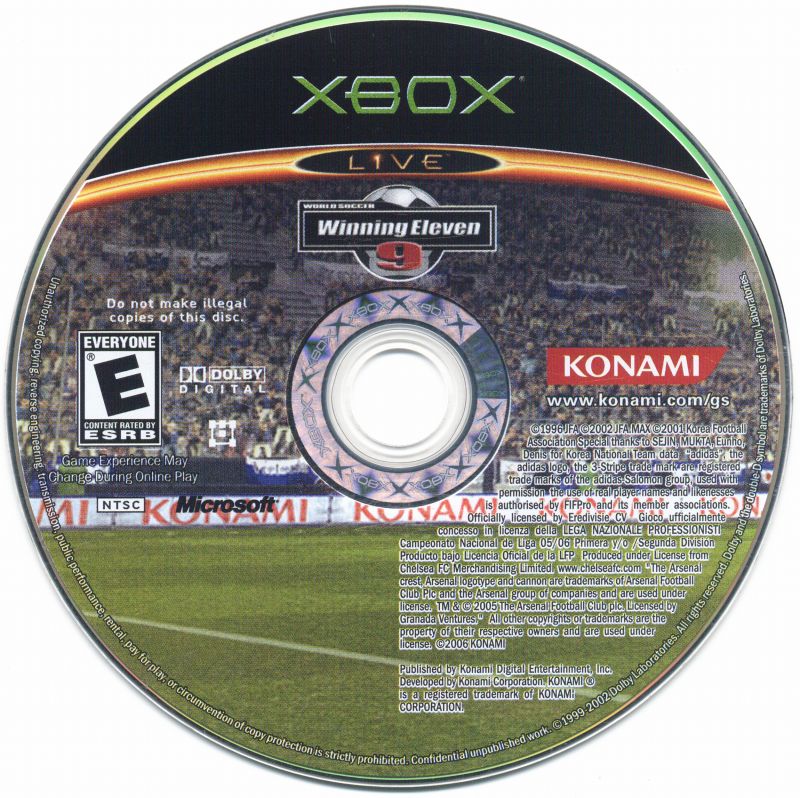 XBOX
LIVE™
WORLD SOCCER
Winning Eleven
9
Do not make illegal
copies of this disc.
EVERYONE
E
®
CONTENT RATED BY
ESRB
DOLBY
DIGITAL
Game Experience May
Change During Online Play
NTSC
Microsoft®
KONAMI
www.konami.com/gs
©1996JFA ©2002 JFA.MAX ©2001 Korea Football
Association Special thanks to SEJIN, MUKTA, Eunho,
Denis for Korea National Team data "adidas", the
adidas logo, the 3-Stripe trade mark are registered
trade marks of the adidas-Salomon group, used with
permission the use of real player names and likenesses
is authorised by FIFPro and its member associations.
Officially licensed by Eredivisie CV Gioco ufficialmente
concesso in licenza della LEGA NAZIONALE PROFESSIONISTI
Campeonato Nacional de Liga 05/06 Primera y/o /Segunda División
Producto bajo Licencia Oficial de la LFP Produced under License from
Chelsea FC Merchandising Limited. www.chelseafc.com "The Arsenal
crest, Arsenal logotype and cannon are trademarks of Arsenal Football
Club Plc and the Arsenal group of companies and are used under
license. TM & © 2005 The Arsenal Football Club plc. Licensed by
Granada Ventures." All other copyrights or trademarks are the
property of their respective owners and are used under
license. ©2006 KONAMI
Published by Konami Digital Entertainment, Inc.
Developed by Konami Corporation. KONAMI ®
is a registered trademark of KONAMI
CORPORATION.
KONAMI KONAMI
Unauthorized copying, reverse engineering, transmission, public performance, rental, pay for play, or circumvention of copy protection is strictly prohibited. Confidential unpublished work. ©1999-2002 Dolby Laboratories. All rights reserved. Dolby and the double-D symbol are trademarks of Dolby Laboratories.
XBOX XBOX XBOX XBOX XBOX